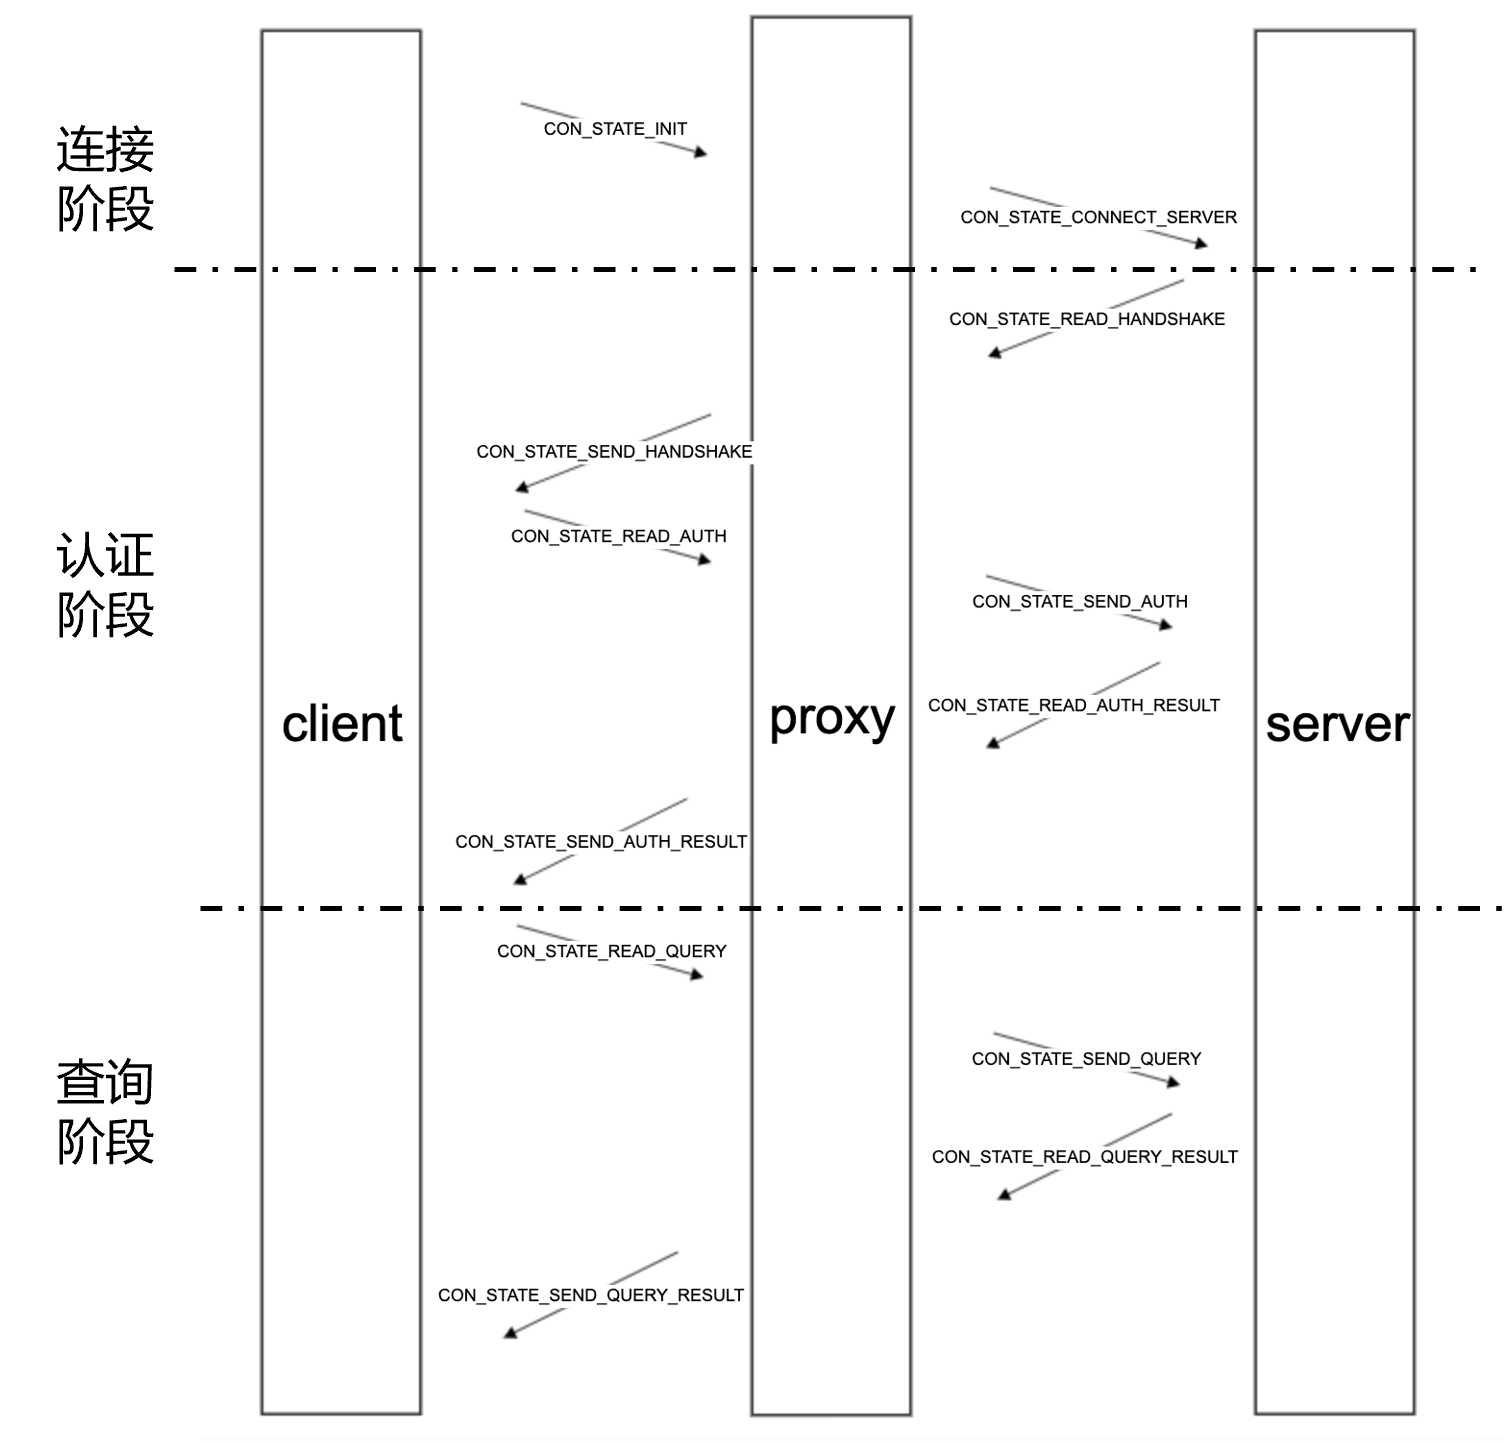 连接
阶段
CON_STATE_INIT
CON_STATE_CONNECT_SERVER
CON_STATE_READ_HANDSHAKE
CON_STATE_SEND_HANDSHAKE
CON_STATE_READ_AUTH
认证
阶段
CON_STATE_SEND_AUTH
CON_STATE_READ_AUTH_RESULT
client
proxy
server
CON_STATE_SEND_AUTH_RESULT
CON_STATE_READ_QUERY
查询
阶段
CON_STATE_SEND_QUERY
CON_STATE_READ_QUERY_RESULT
CON_STATE_SEND_QUERY_RESULT